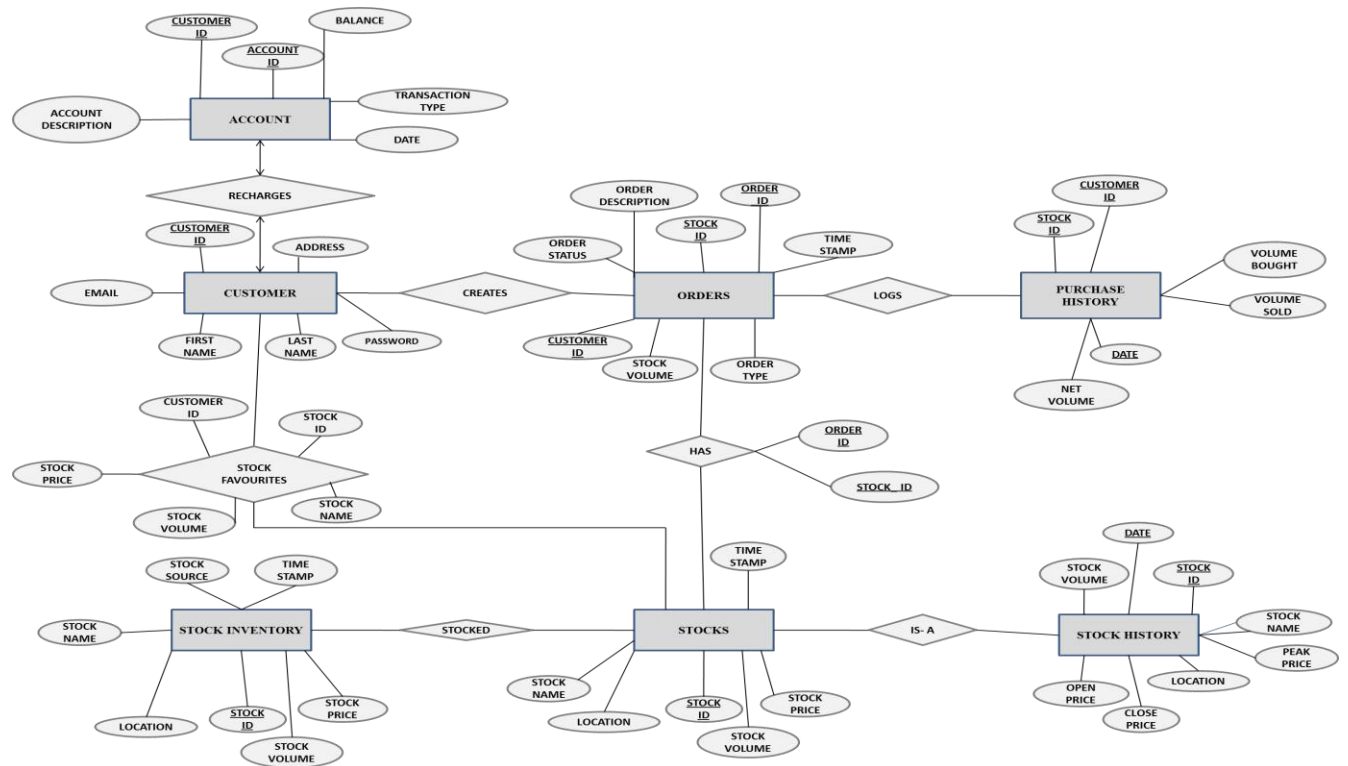 CUSTOMER
ID
BALANCE
ACCOUNT
ID
ACCOUNT
DESCRIPTION
ACCOUNT
TRANSACTION
TYPE
DATE
RECHARGES
CUSTOMER
ID
ADDRESS
EMAIL
CUSTOMER
FIRST
NAME
LAST
NAME
PASSWORD
CREATES
ORDER
DESCRIPTION
ORDER
ID
STOCK
ID
ORDER
STATUS
TIME
STAMP
ORDERS
CUSTOMER
ID
STOCK
VOLUME
ORDER
TYPE
LOGS
CUSTOMER
ID
STOCK
ID
PURCHASE
HISTORY
VOLUME
BOUGHT
VOLUME
SOLD
DATE
NET
VOLUME
CUSTOMER
ID
STOCK
ID
STOCK
PRICE
STOCK
FAVOURITES
STOCK
VOLUME
STOCK
NAME
HAS
ORDER
ID
STOCK_ ID
STOCK
SOURCE
TIME
STAMP
STOCK
NAME
STOCK INVENTORY
LOCATION
STOCK
ID
STOCK
VOLUME
STOCK
PRICE
STOCKED
TIME
STAMP
STOCKS
STOCK
NAME
LOCATION
STOCK
ID
STOCK
VOLUME
STOCK
PRICE
IS- A
DATE
STOCK
VOLUME
STOCK
ID
STOCK HISTORY
STOCK
NAME
PEAK
PRICE
LOCATION
OPEN
PRICE
CLOSE
PRICE